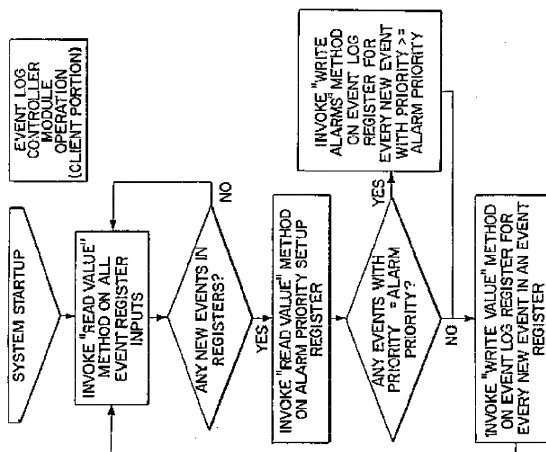 EVENT LOG
CONTROLLER
MODULE
OPERATION
(CLIENT PORTION)
SYSTEM STARTUP
INVOKE "READ VALUE"
METHOD ON ALL
EVENT REGISTER
INPUTS
NO
ANY NEW EVENTS IN
REGISTERS?
YES
INVOKE "READ VALUE" METHOD
ON ALARM PRIORITY SETUP
REGISTER
ANY EVENTS WITH
PRIORITY = ALARM
PRIORITY?
YES
INVOKE "WRITE
ALARMS" METHOD
ON EVENT LOG
REGISTER FOR
EVERY NEW EVENT
WITH PRIORITY >=
ALARM PRIORITY
NO
INVOKE "WRITE VALUE" METHOD
ON EVENT LOG REGISTER FOR
EVERY NEW EVENT IN AN EVENT
REGISTER